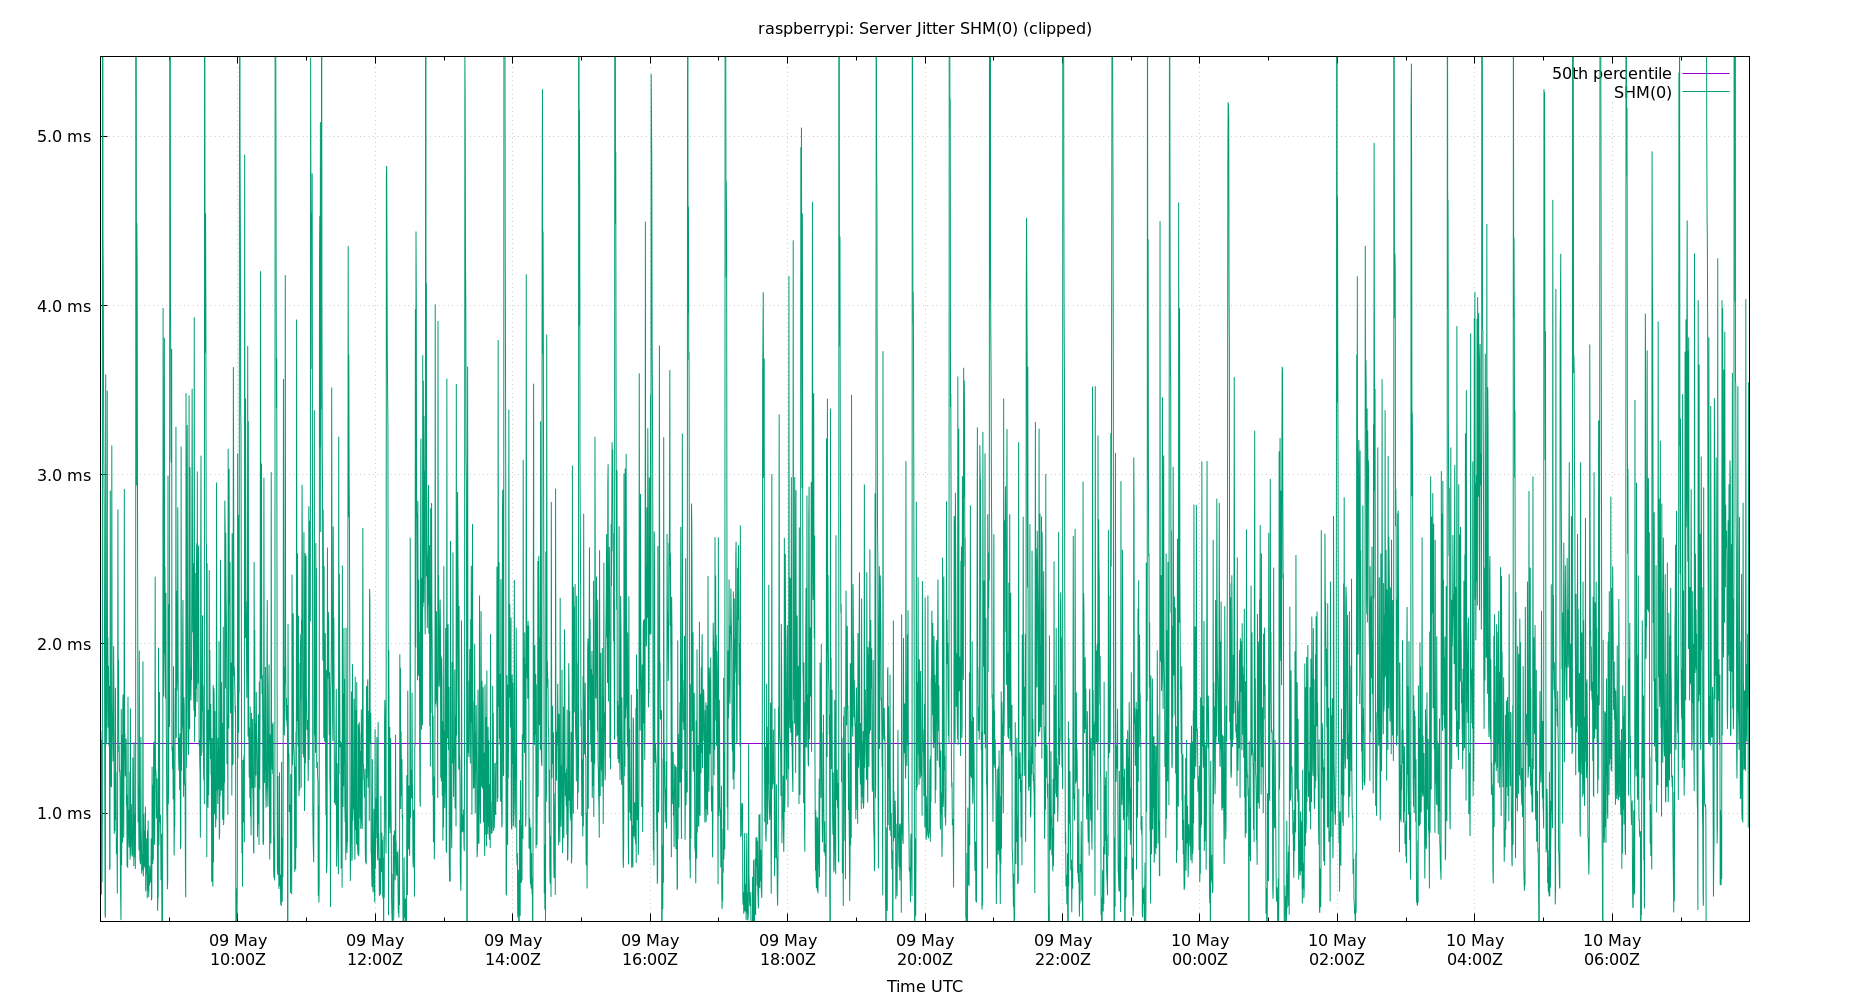 raspberrypi: Server Jitter SHM(0) (clipped)
50th percentile
SHM(0)
5.0 ms
4.0 ms
3.0 ms
2.0 ms
1.0 ms
09 May 09 May 09 May 09 May 09 May 09 May 09 May 10 May 10 May 10 May 10 May
10:00Z 12:00Z 14:00Z 16:00Z 18:00Z 20:00Z 22:00Z 00:00Z 02:00Z 04:00Z 06:00Z
Time UTC